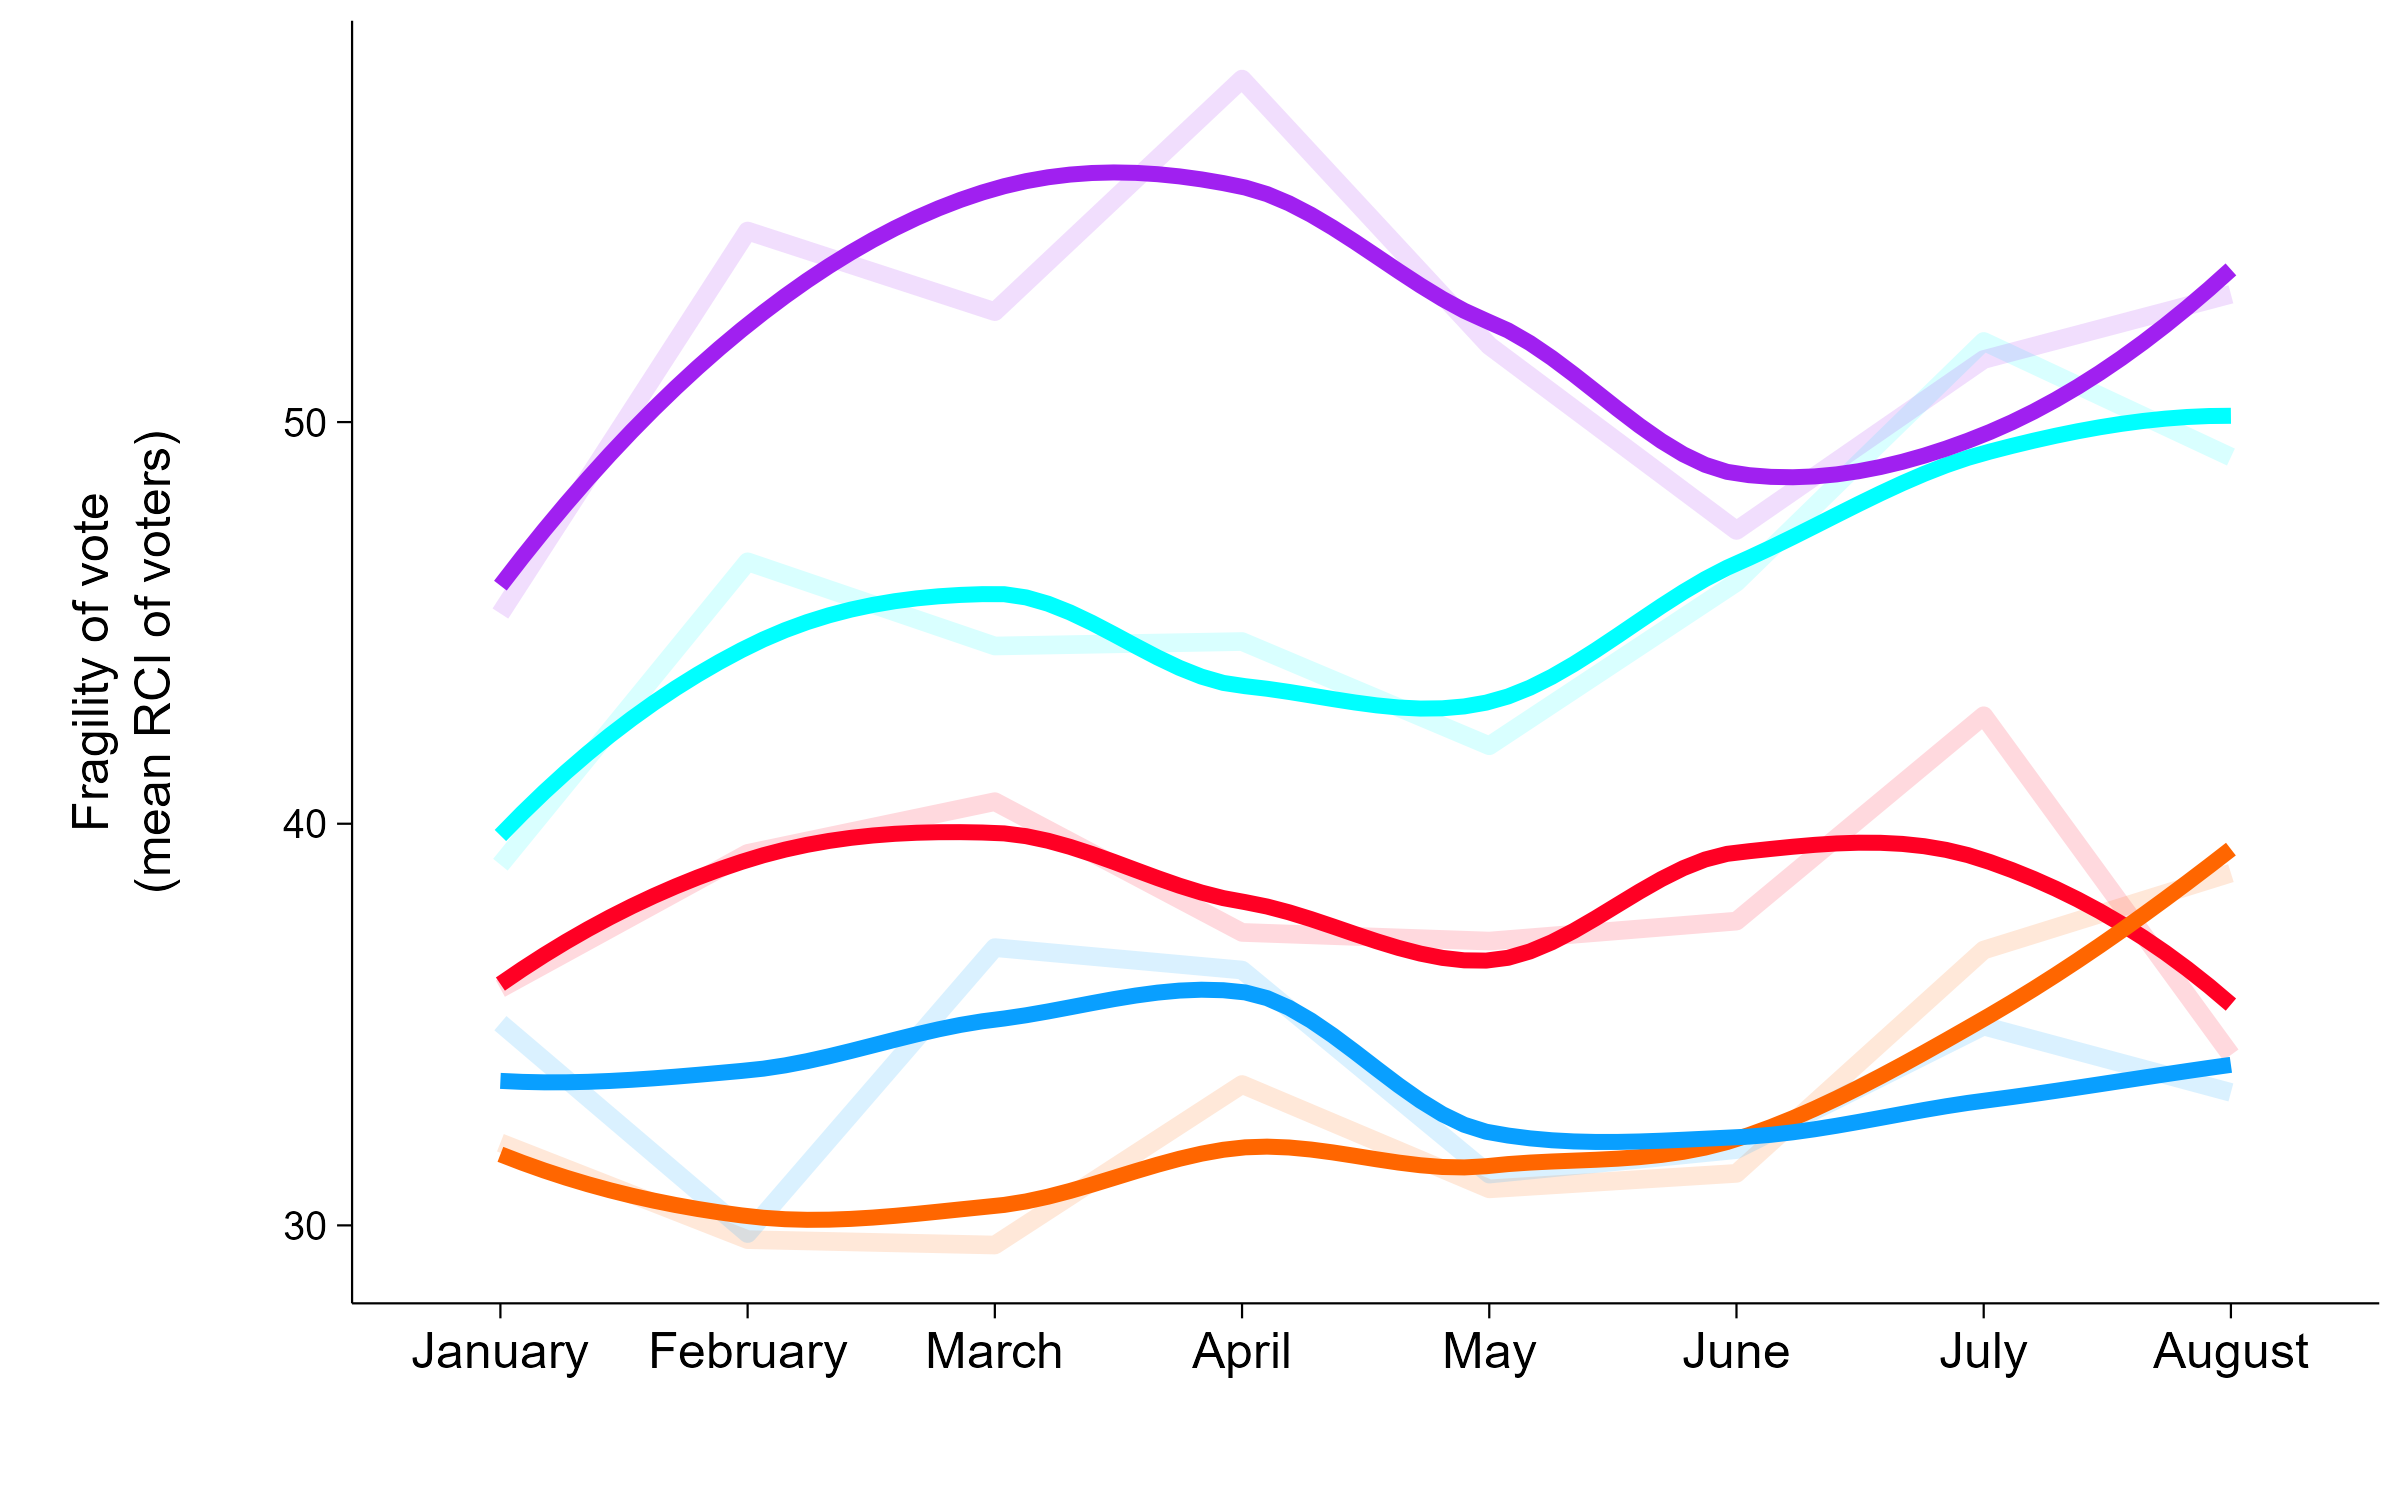 Fragility of vote
(mean RCI of voters)
50
40
30
January February March April May June July August